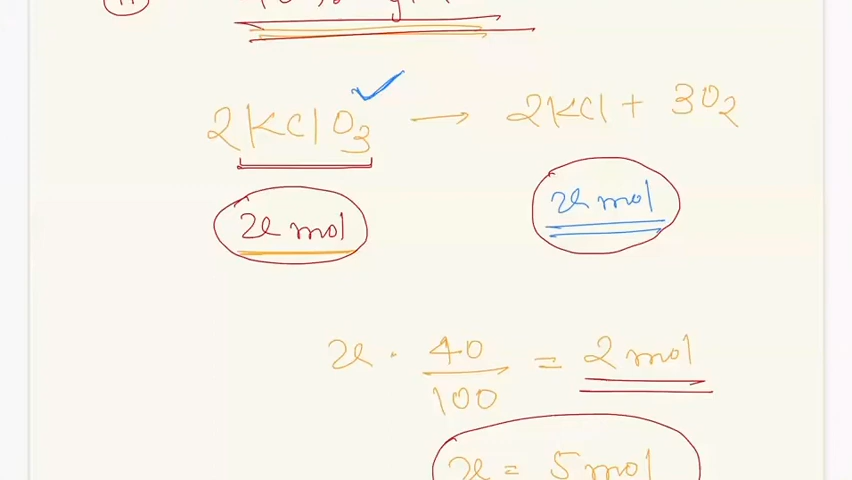 2KClO₃ → 2KCl + 3O₂
x mol x mol
x · 40/100 = 2 mol
x = 5 mol